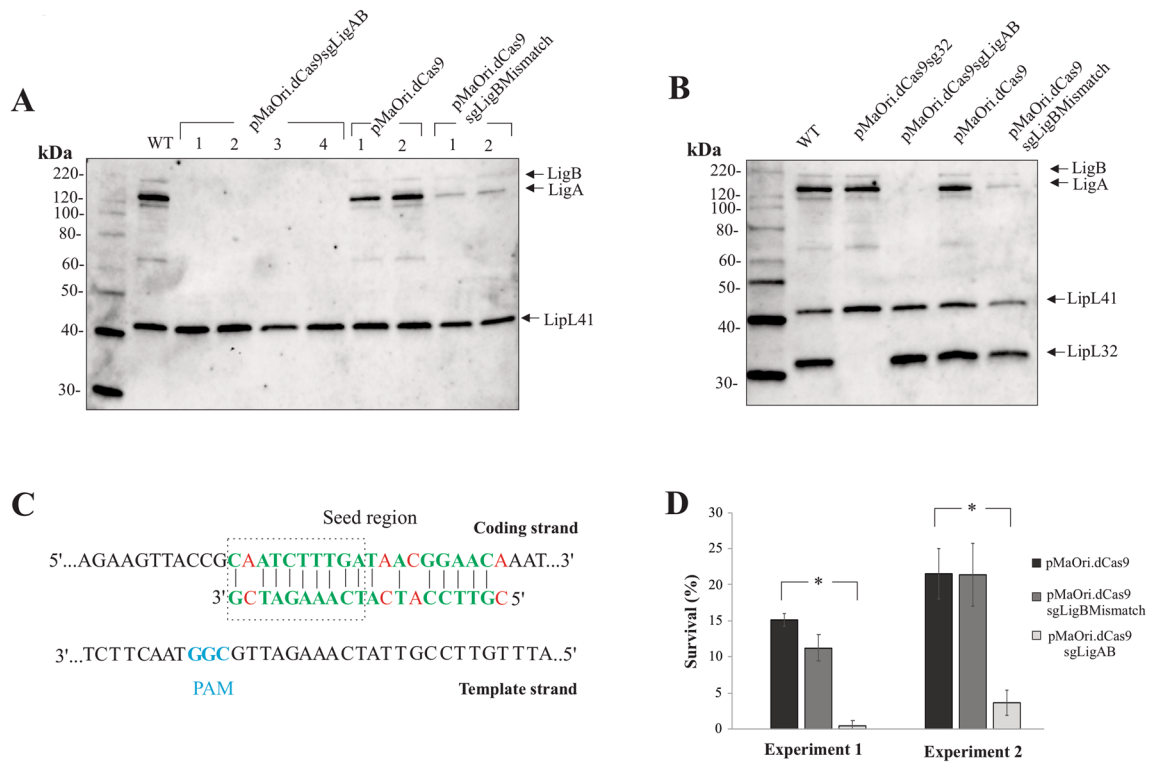 A
pMaOri.dCas9sgLigAB
pMaOri.dCas9
pMaOri.dCas9
sgLigBMismatch
kDa
WT 1 2 3 4 1 2 1 2
220-
120-
100-
80-
60-
50-
40-
30-
LigB
LigA
LipL41
B
WT
pMaOri.dCas9sg32
pMaOri.dCas9sgLigAB
pMaOri.dCas9
pMaOri.dCas9
sgLigBMismatch
kDa
220-
120-
100-
80-
60-
50-
40-
30-
LigB
LigA
LipL41
LipL32
C
Seed region
Coding strand
5'...AGAAGTTACCGCAATCTTTGATAACGGAACAAAT...3'
3'GCTAGAAACTACTACCTTGC5'
3'...TCTTCAATGGCGTTAGAAACTATTGCCTTGTTTA..5'
PAM
Template strand
D
Survival (%)
30
25
20
15
10
5
0
*
*
Experiment 1
Experiment 2
pMaOri.dCas9
pMaOri.dCas9
sgLigBMismatch
pMaOri.dCas9
sgLigAB